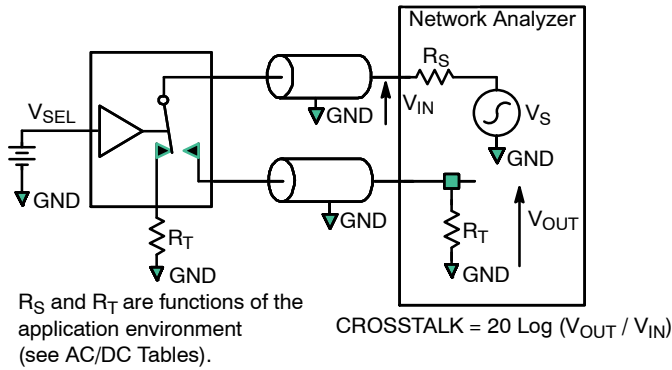 Network Analyzer
RS
VSEL
GND
VIN
VS
GND
GND
GND
RT
VOUT
RT
GND
GND
RS and RT are functions of the
application environment
(see AC/DC Tables).
CROSSTALK = 20 Log (VOUT / VIN)